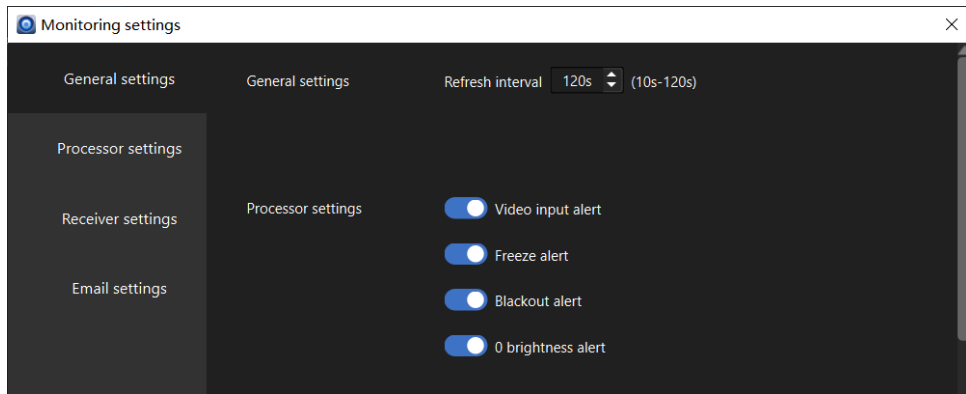 Monitoring settings
General settings
General settings
Refresh interval 120s (10s-120s)
Processor settings
Processor settings
Video input alert
Receiver settings
Freeze alert
Email settings
Blackout alert
0 brightness alert